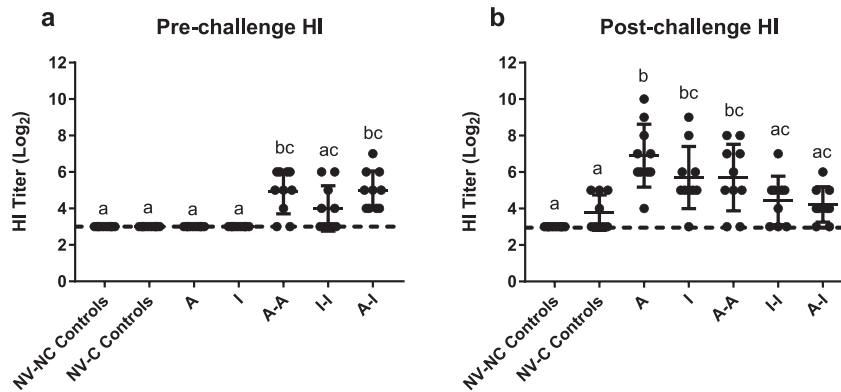 a
Pre-challenge HI
HI Titer (Log2)
12
10
8
6
4
2
0
a
a
a
a
bc
ac
bc
NV-NC Controls
NV-C Controls
A
I
A-A
I-I
A-I
b
Post-challenge HI
HI Titer (Log2)
12
10
8
6
4
2
0
a
a
b
bc
bc
ac
ac
NV-NC Controls
NV-C Controls
A
I
A-A
I-I
A-I